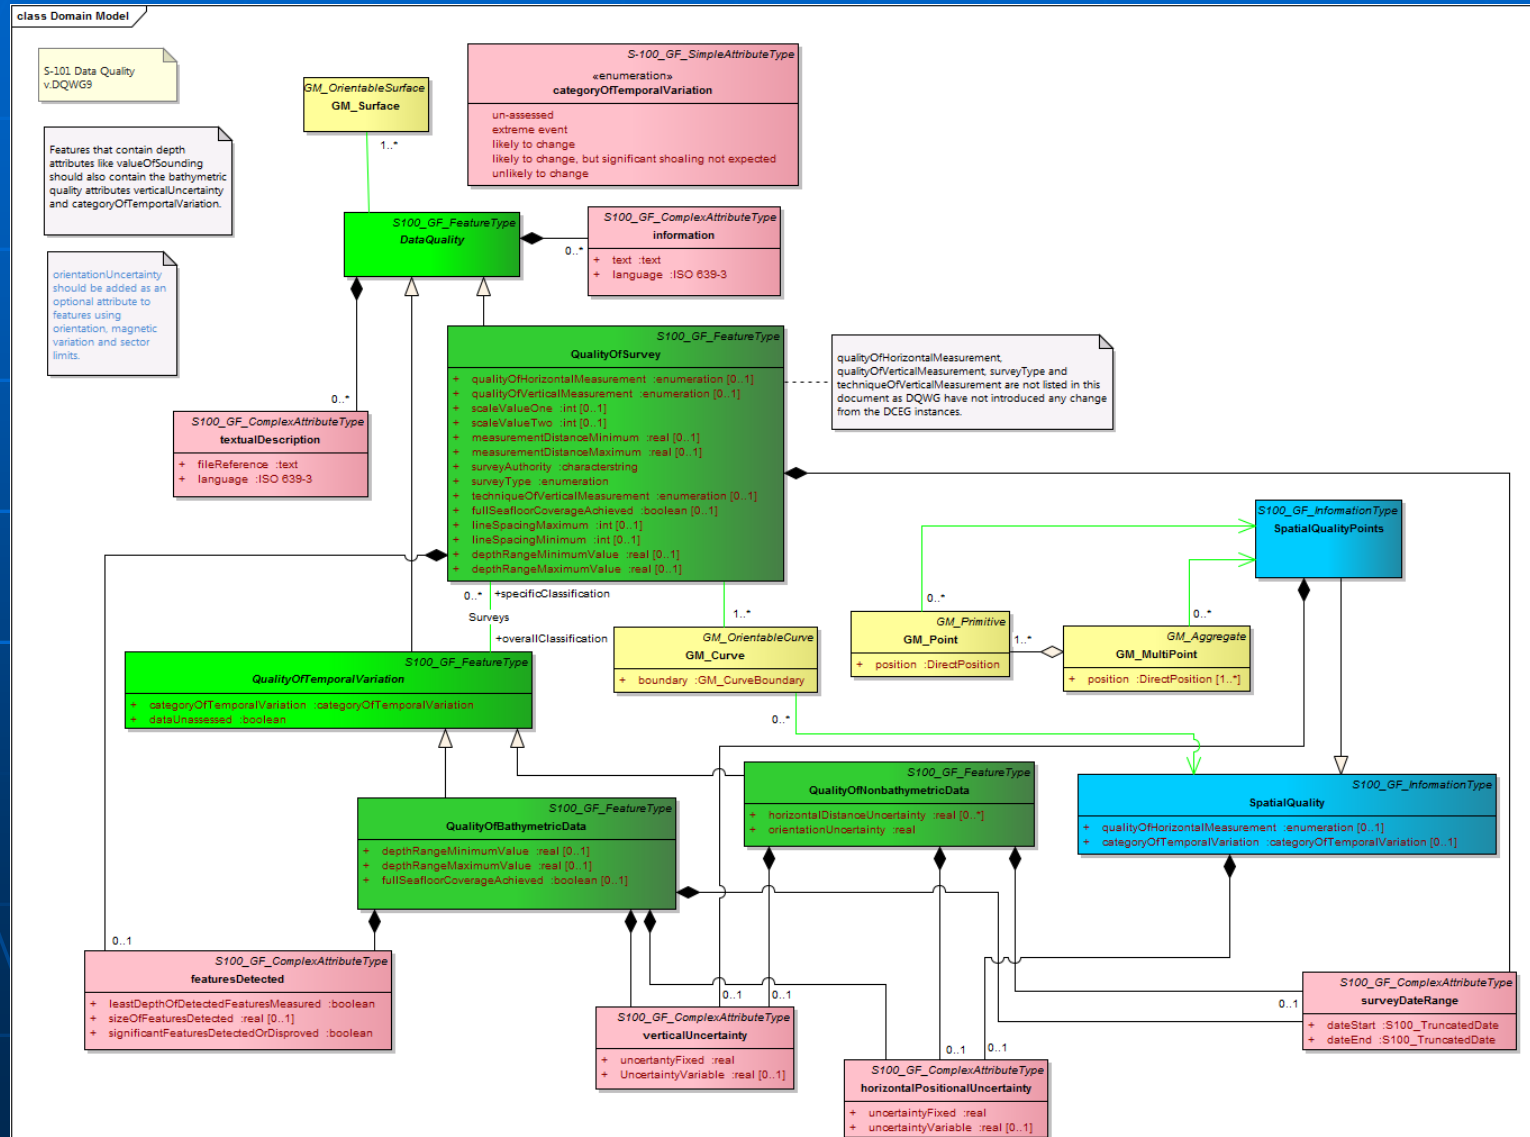 class Domain Model
S-101 Data Quality
v.DQWG9
Features that contain depth
attributes like valueOfSounding
should also contain the bathymetric
quality attributes verticalUncertainty
and categoryOfTemportalVariation.
orientationUncertainty
should be added as an
optional attribute to
features using
orientation, magnetic
variation and sector
limits.
GM_OrientableSurface
GM_Surface
1..*
S-100_GF_SimpleAttributeType
«enumeration»
categoryOfTemporalVariation
un-assessed
extreme event
likely to change
likely to change, but significant shoaling not expected
unlikely to change
S100_GF_FeatureType
DataQuality
0..*
S100_GF_ComplexAttributeType
information
+ text :text
+ language :ISO 639-3
0..*
S100_GF_ComplexAttributeType
textualDescription
+ fileReference :text
+ language :ISO 639-3
S100_GF_FeatureType
QualityOfSurvey
+ qualityOfHorizontalMeasurement :enumeration [0..1]
+ qualityOfVerticalMeasurement :enumeration [0..1]
+ scaleValueOne :int [0..1]
+ scaleValueTwo :int [0..1]
+ measurementDistanceMinimum :real [0..1]
+ measurementDistanceMaximum :real [0..1]
+ surveyAuthority :characterstring
+ surveyType :enumeration
+ techniqueOfVerticalMeasurement :enumeration [0..1]
+ fullSeafloorCoverageAchieved :boolean [0..1]
+ lineSpacingMaximum :int [0..1]
+ lineSpacingMinimum :int [0..1]
+ depthRangeMinimumValue :real [0..1]
+ depthRangeMaximumValue :real [0..1]
qualityOfHorizontalMeasurement,
qualityOfVerticalMeasurement, surveyType and
techniqueOfVerticalMeasurement are not listed in this
document as DQWG have not introduced any change
from the DCEG instances.
0..* +specificClassification
Surveys
+overallClassification
1..*
GM_OrientableCurve
GM_Curve
+ boundary :GM_CurveBoundary
0..*
0..*
GM_Primitive
GM_Point
+ position :DirectPosition
1..*
0..*
GM_Aggregate
GM_MultiPoint
+ position :DirectPosition [1..*]
S100_GF_InformationType
SpatialQualityPoints
S100_GF_FeatureType
QualityOfTemporalVariation
+ categoryOfTemporalVariation :categoryOfTemporalVariation
+ dataUnassessed :boolean
S100_GF_FeatureType
QualityOfNonbathymetricData
+ horizontalDistanceUncertainty :real [0..*]
+ orientationUncertainty :real
S100_GF_InformationType
SpatialQuality
+ qualityOfHorizontalMeasurement :enumeration [0..1]
+ categoryOfTemporalVariation :categoryOfTemporalVariation [0..1]
S100_GF_FeatureType
QualityOfBathymetricData
+ depthRangeMinimumValue :real [0..1]
+ depthRangeMaximumValue :real [0..1]
+ fullSeafloorCoverageAchieved :boolean [0..1]
0..1
S100_GF_ComplexAttributeType
featuresDetected
+ leastDepthOfDetectedFeaturesMeasured :boolean
+ sizeOfFeaturesDetected :real [0..1]
+ significantFeaturesDetectedOrDisproved :boolean
0..1
0..1
S100_GF_ComplexAttributeType
verticalUncertainty
+ uncertantyFixed :real
+ UncertaintyVariable :real [0..1]
0..1
0..1
S100_GF_ComplexAttributeType
horizontalPositionalUncertainty
+ uncertaintyFixed :real
+ uncertaintyVariable :real [0..1]
0..1
S100_GF_ComplexAttributeType
surveyDateRange
+ dateStart :S100_TruncatedDate
+ dateEnd :S100_TruncatedDate